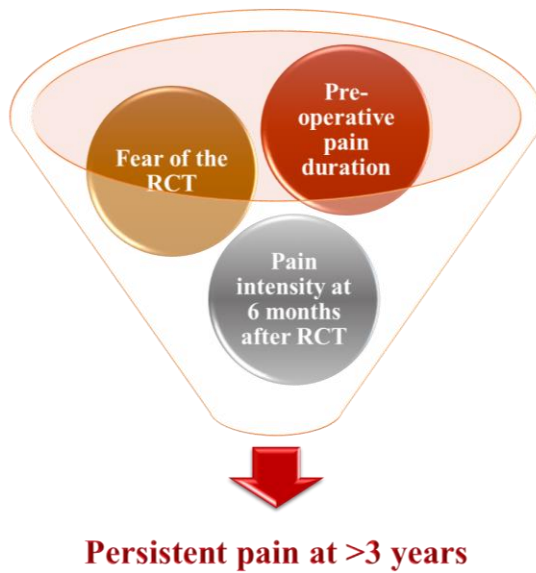 Pre-
operative
pain
duration
Fear of the
RCT
Pain
intensity at
6 months
after RCT
Persistent pain at >3 years